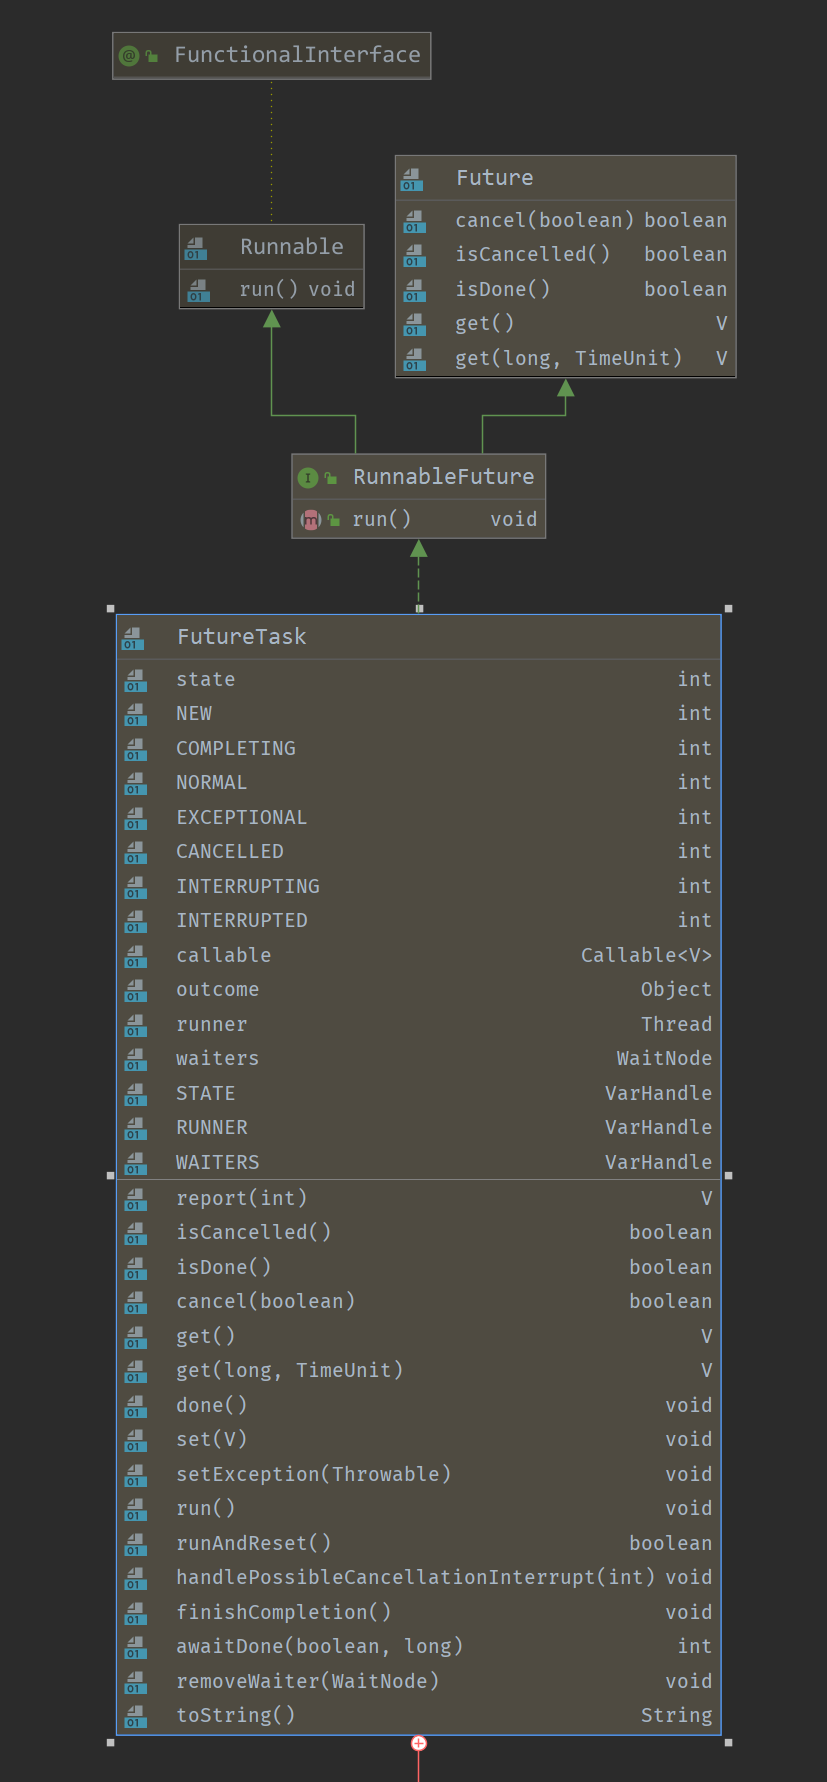 FunctionalInterface
Future
cancel(boolean) boolean
Runnable
isCancelled() boolean
run() void
isDone() boolean
get() V
get(long, TimeUnit) V
RunnableFuture
run() void
FutureTask
state int
NEW int
COMPLETING int
NORMAL int
EXCEPTIONAL int
CANCELLED int
INTERRUPTING int
INTERRUPTED int
callable Callable<V>
outcome Object
runner Thread
waiters WaitNode
STATE VarHandle
RUNNER VarHandle
WAITERS VarHandle
report(int) V
isCancelled() boolean
isDone() boolean
cancel(boolean) boolean
get() V
get(long, TimeUnit) V
done() void
set(V) void
setException(Throwable) void
run() void
runAndReset() boolean
handlePossibleCancellationInterrupt(int) void
finishCompletion() void
awaitDone(boolean, long) int
removeWaiter(WaitNode) void
toString() String